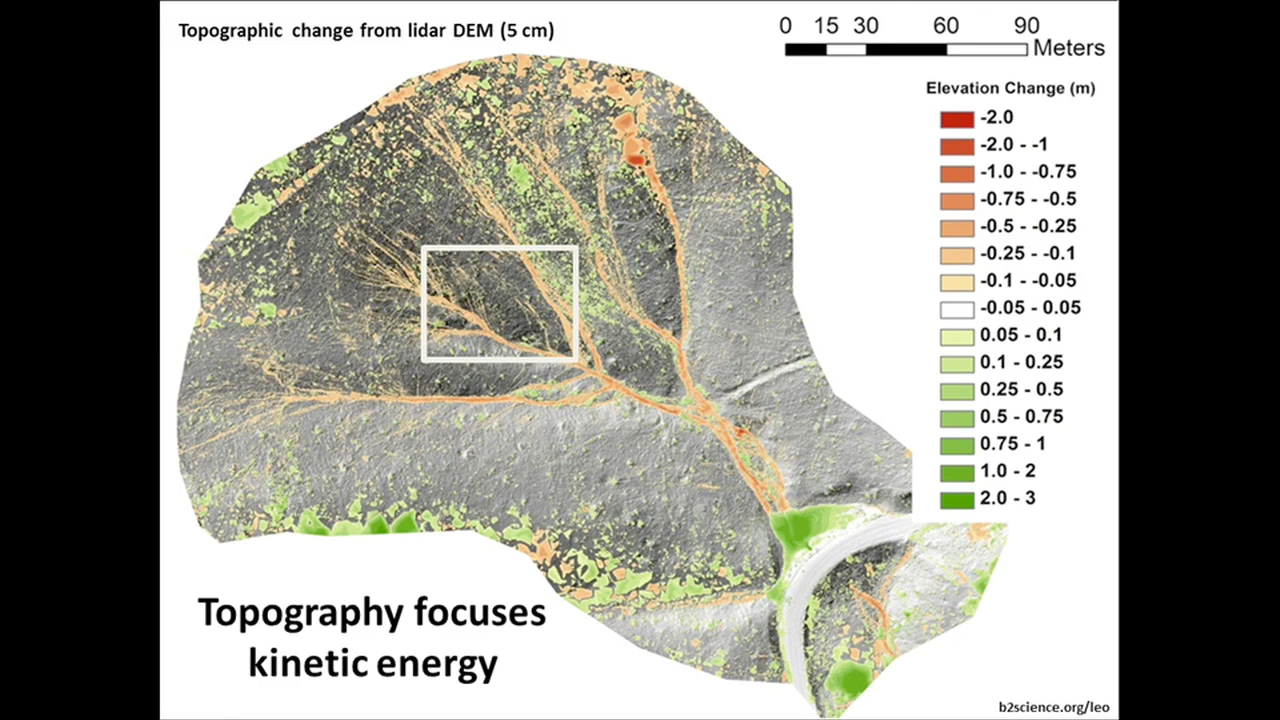 Topographic change from lidar DEM (5 cm)
0 15 30 60 90
Meters
Elevation Change (m)
-2.0
-2.0 - -1
-1.0 - -0.75
-0.75 - -0.5
-0.5 - -0.25
-0.25 - -0.1
-0.1 - -0.05
-0.05 - 0.05
0.05 - 0.1
0.1 - 0.25
0.25 - 0.5
0.5 - 0.75
0.75 - 1
1.0 - 2
2.0 - 3
Topography focuses
kinetic energy
b2science.org/leo